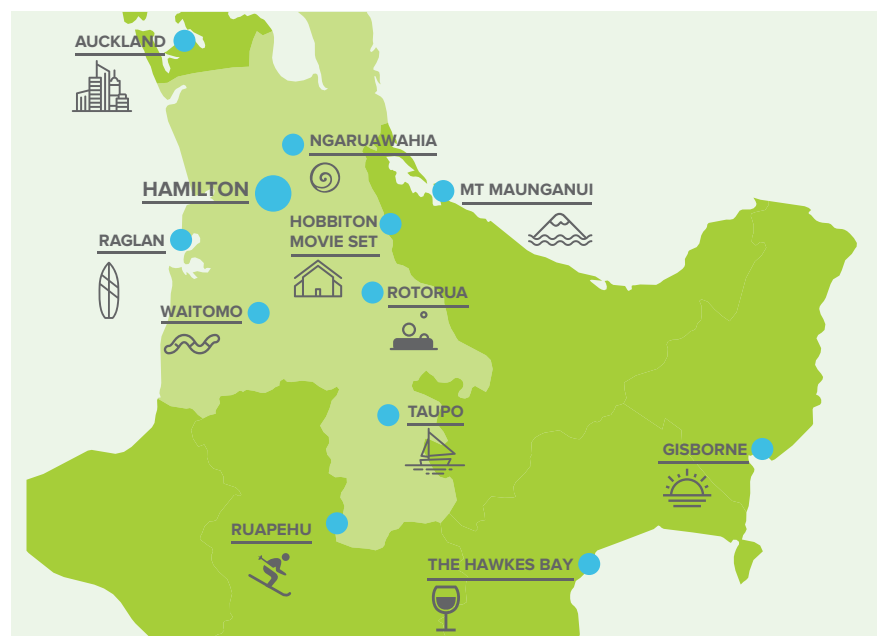 AUCKLAND
NGARUAWAHIA
HAMILTON
MT MAUNGANUI
HOBBITON
MOVIE SET
RAGLAN
ROTORUA
WAITOMO
TAUPO
GISBORNE
RUAPEHU
THE HAWKES BAY